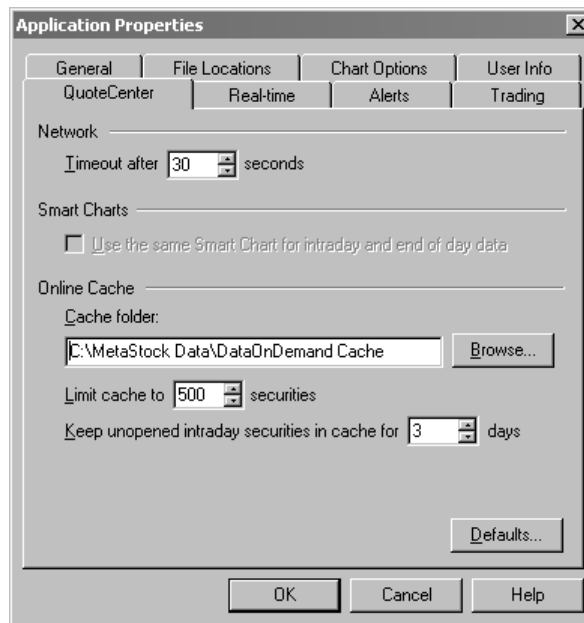 Application Properties
General File Locations Chart Options User Info
QuoteCenter Real-time Alerts Trading
Network
Timeout after 30 seconds
Smart Charts
Use the same Smart Chart for intraday and end of day data
Online Cache
Cache folder:
C:\MetaStock Data\DataOnDemand Cache Browse...
Limit cache to 500 securities
Keep unopened intraday securities in cache for 3 days
Defaults...
OK Cancel Help